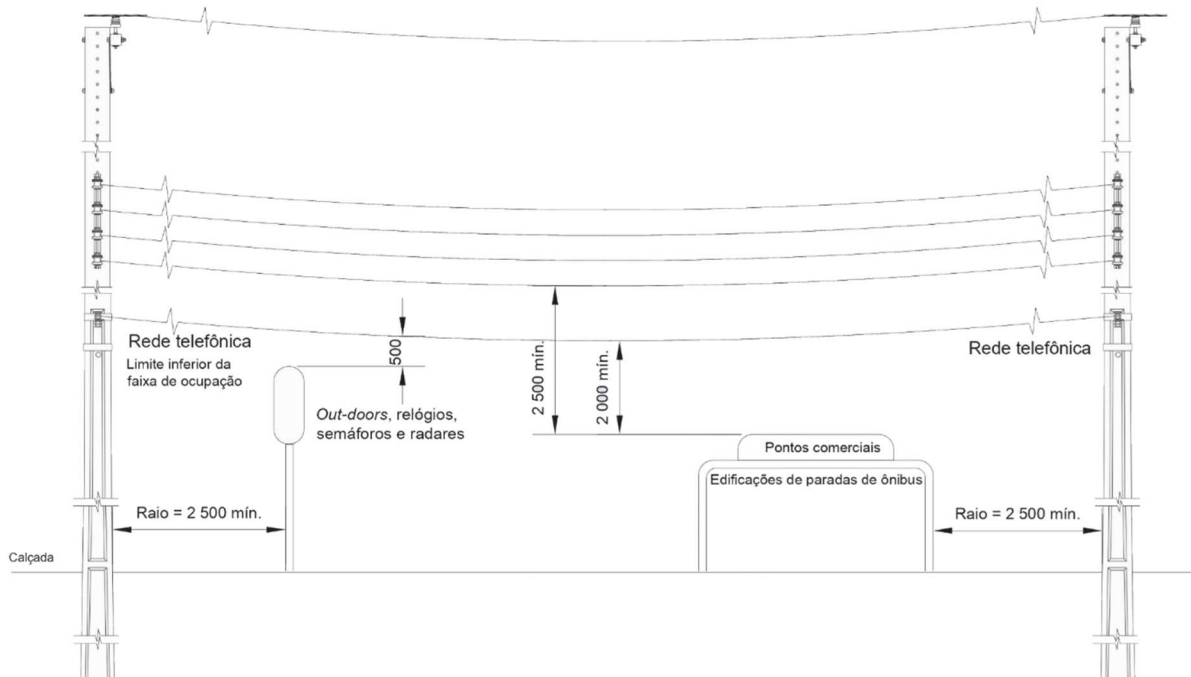 Rede telefônica
Limite inferior da
faixa de ocupação
500
Out-doors, relógios,
semáforos e radares
2 500 mín.
2 000 mín.
Rede telefônica
Pontos comerciais
Edificações de paradas de ônibus
Raio = 2 500 mín.
Raio = 2 500 mín.
Calçada